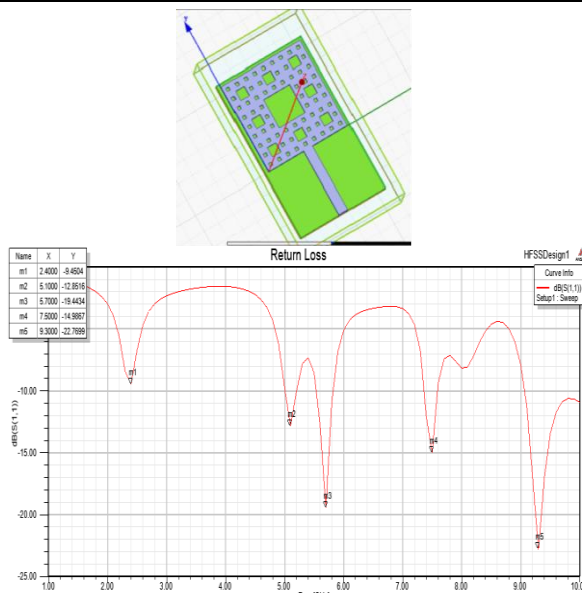 Return Loss
HFSSDesign1
Name X Y
m1 2.4000 -9.4604
m2 5.1000 -12.8516
m3 5.7000 -19.4434
m4 7.5000 -14.9867
m5 9.3000 -22.7699
Curve Info
dB(S(1,1))
Setup1 : Sweep
m1
m2
m3
m4
m5
dB(S(1,1))
-10.00
-15.00
-20.00
-25.00
1.00 2.00 3.00 4.00 5.00 6.00 7.00 8.00 9.00 10.0